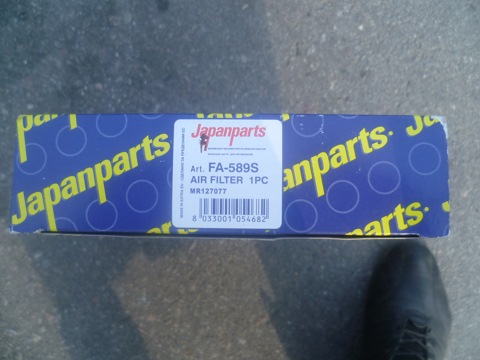 Japanparts
Japanparts.
Japanparts.
Japanparts
Art. FA-589S
AIR FILTER 1PC
MR127077
8 033001 054682